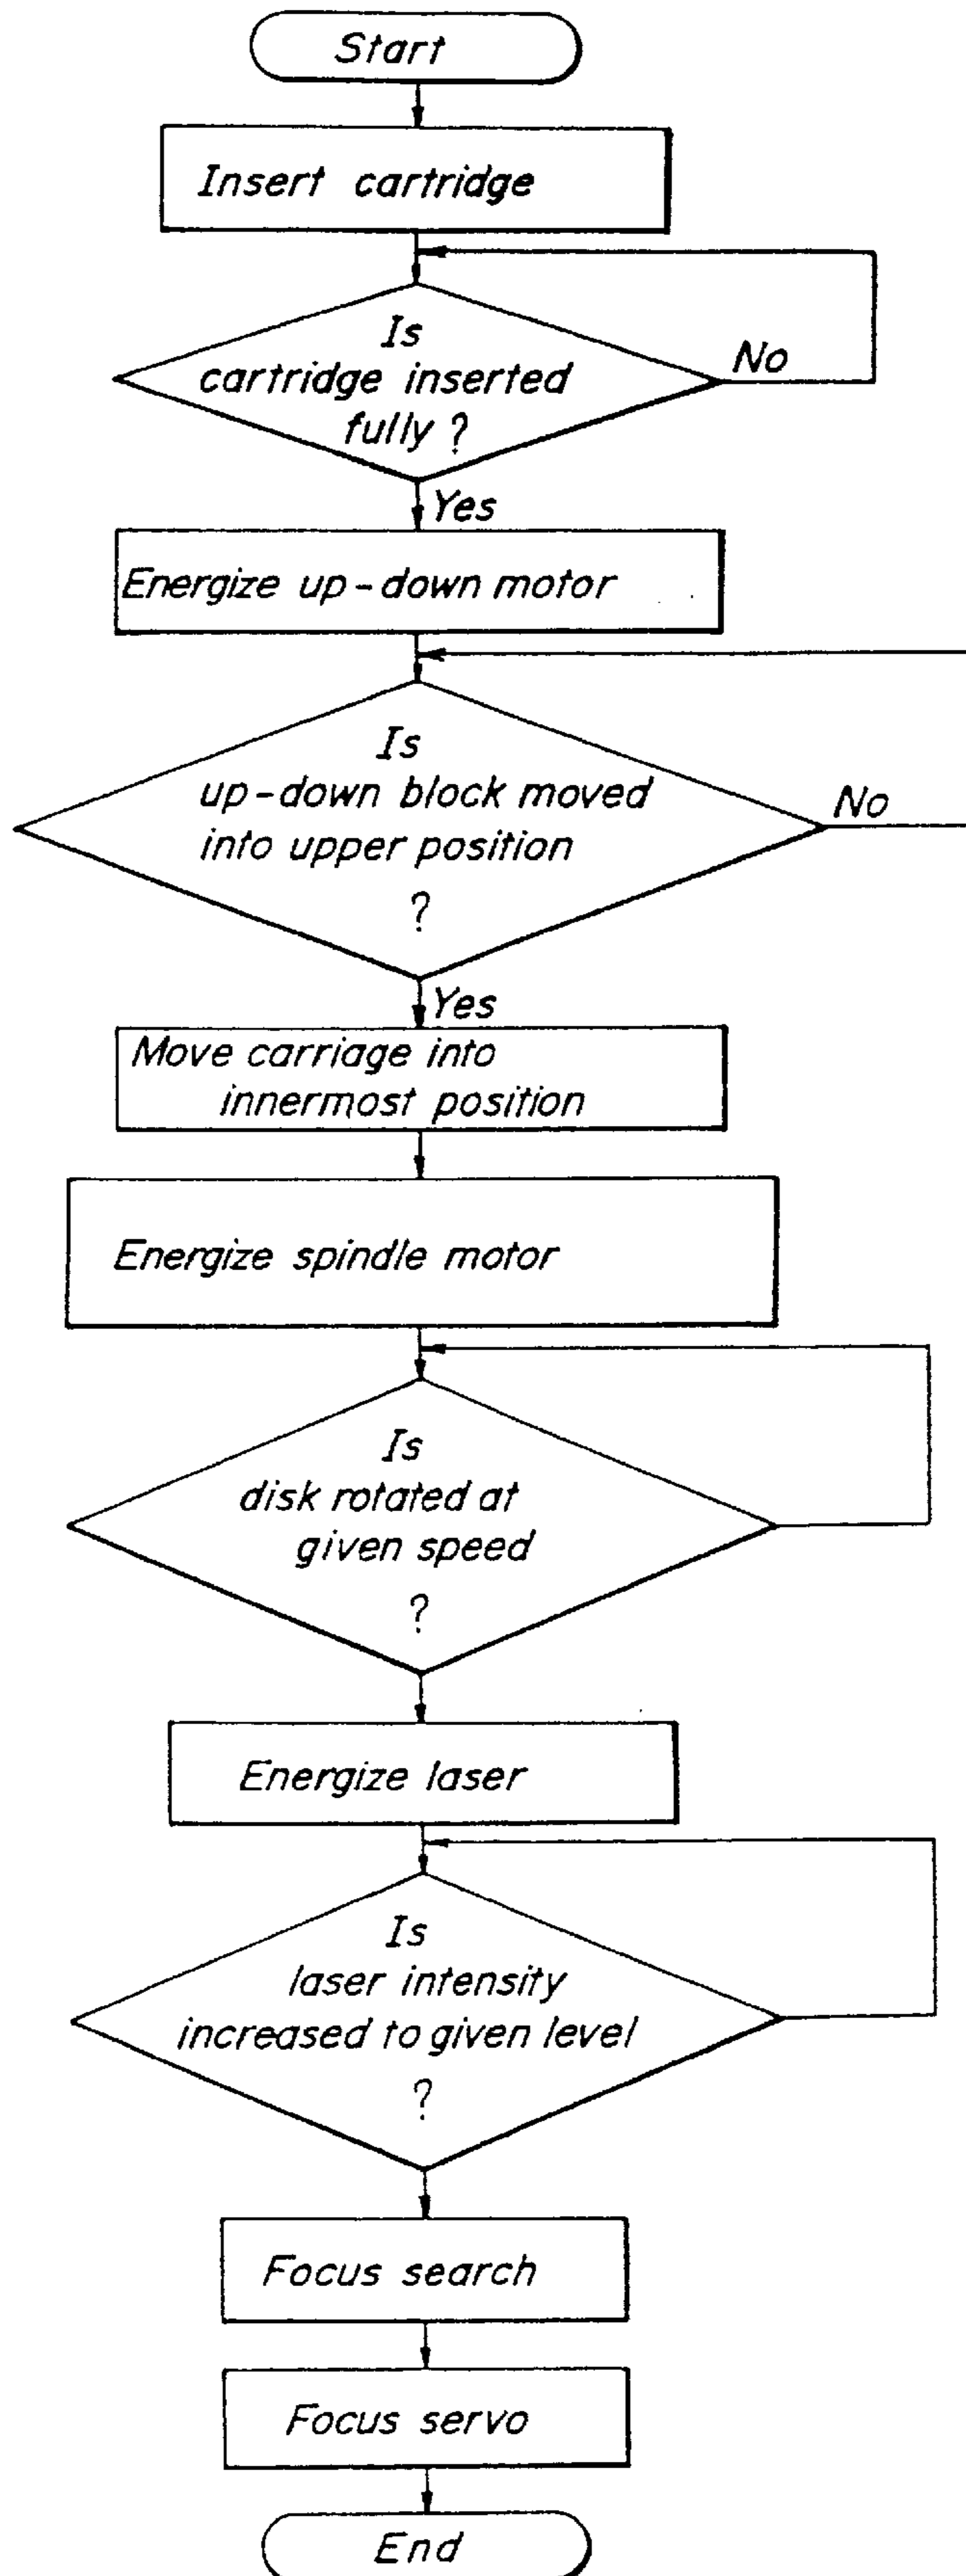 Start
Insert cartridge
Is
cartridge inserted
fully ?
No
Yes
Energize up-down motor
Is
up-down block moved
into upper position
?
No
Yes
Move carriage into
innermost position
Energize spindle motor
Is
disk rotated at
given speed
?
Energize laser
Is
laser intensity
increased to given level
?
Focus search
Focus servo
End